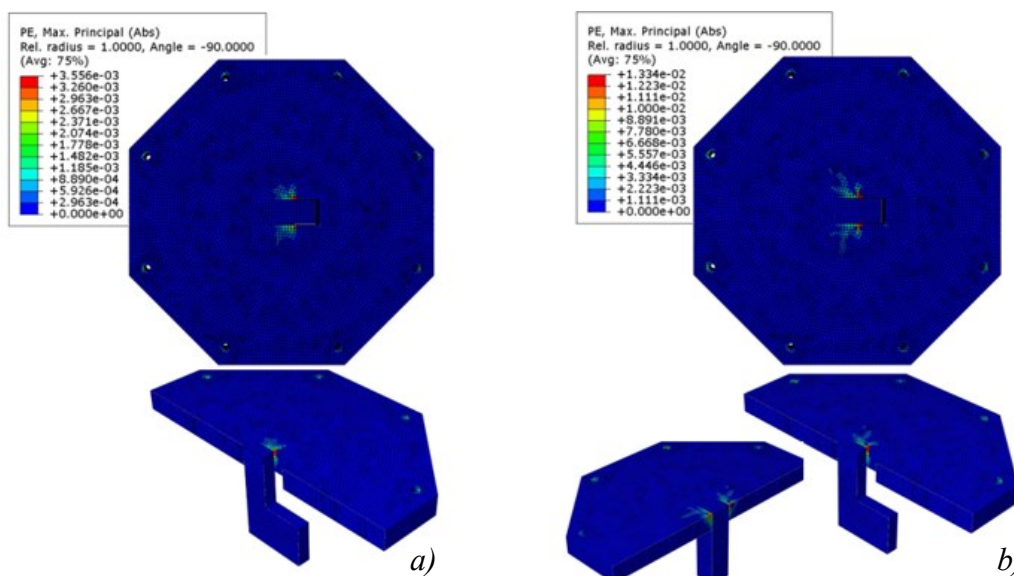 PE, Max. Principal (Abs)
Rel. radius = 1.0000, Angle = -90.0000
(Avg: 75%)
+3.556e-03
+3.260e-03
+2.963e-03
+2.667e-03
+2.371e-03
+2.074e-03
+1.778e-03
+1.482e-03
+1.185e-03
+8.890e-04
+5.926e-04
+2.963e-04
+0.000e+00
a)
PE, Max. Principal (Abs)
Rel. radius = 1.0000, Angle = -90.0000
(Avg: 75%)
+1.334e-02
+1.223e-02
+1.111e-02
+1.000e-02
+8.891e-03
+7.780e-03
+6.668e-03
+5.557e-03
+4.446e-03
+3.334e-03
+2.223e-03
+1.111e-03
+0.000e+00
b)